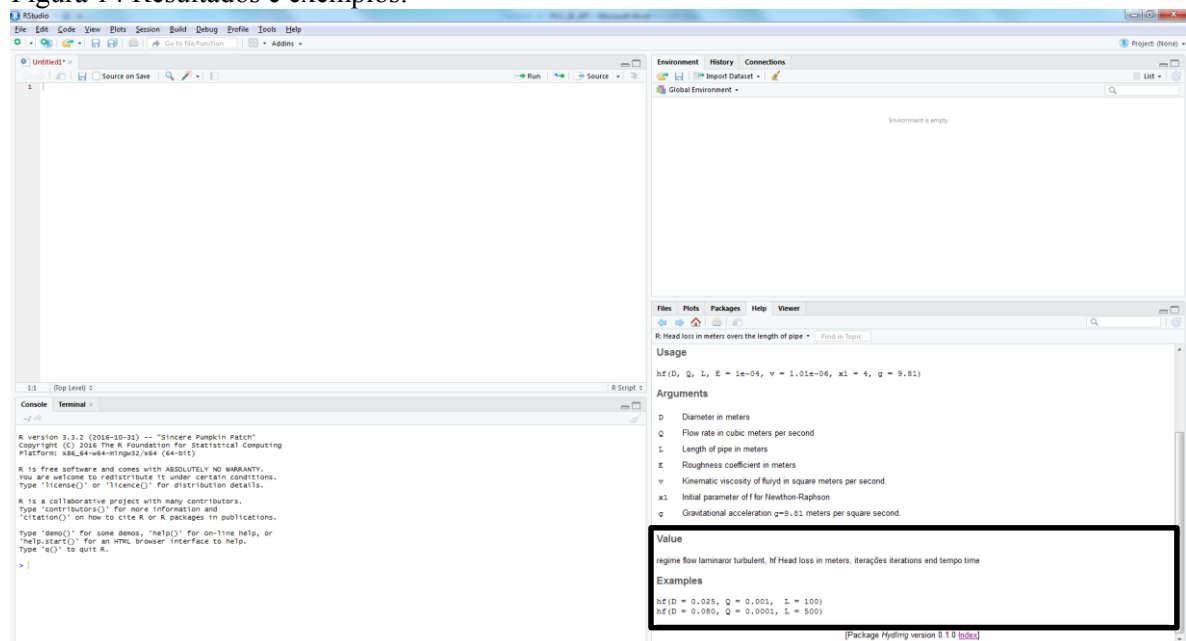 Figura 14 Resultados e exemplos.
RStudio
File Edit Code View Plots Session Build Debug Profile Tools Help
Go to file/function Addins
Project: (None)
Untitled1*
Source on Save Run Source
1
1:1 (Top Level) R Script
Console Terminal
~/
R version 3.3.2 (2016-10-31) -- "Sincere Pumpkin Patch"
Copyright (C) 2016 The R Foundation for Statistical Computing
Platform: x86_64-w64-mingw32/x64 (64-bit)
R is free software and comes with ABSOLUTELY NO WARRANTY.
You are welcome to redistribute it under certain conditions.
Type 'license()' or 'licence()' for distribution details.
R is a collaborative project with many contributors.
Type 'contributors()' for more information and
'citation()' on how to cite R or R packages in publications.
Type 'demo()' for some demos, 'help()' for on-line help, or
'help.start()' for an HTML browser interface to help.
Type 'q()' to quit R.
>
Environment History Connections
Import Dataset List
Global Environment
Environment is empty
Files Plots Packages Help Viewer
R: Head loss in meters overs the length of pipe Find in Topic
Usage
hf(D, Q, L, E = 1e-04, v = 1.01e-06, x1 = 4, g = 9.81)
Arguments
D Diameter in meters
Q Flow rate in cubic meters per second
L Length of pipe in meters
E Roughness coefficient in meters
v Kinematic viscosity of fluiyd in square meters per second.
x1 Initial parameter of f for Newthon-Raphson
g Gravitational acceleration g=9.81 meters per square second.
Value
regime flow laminaror turbulent, hf Head loss in meters, iterações iterations end tempo time
Examples
hf(D = 0.025, Q = 0.001, L = 100)
hf(D = 0.080, Q = 0.0001, L = 500)
[Package HydImg version 0.1.0 Index]